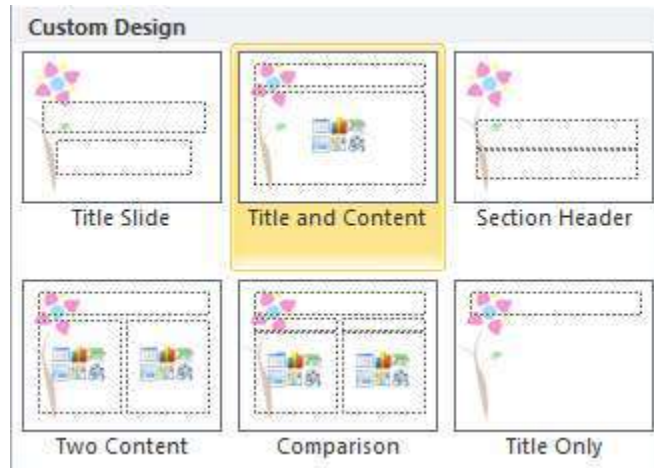 Custom Design
Title Slide
Title and Content
Section Header
Two Content
Comparison
Title Only